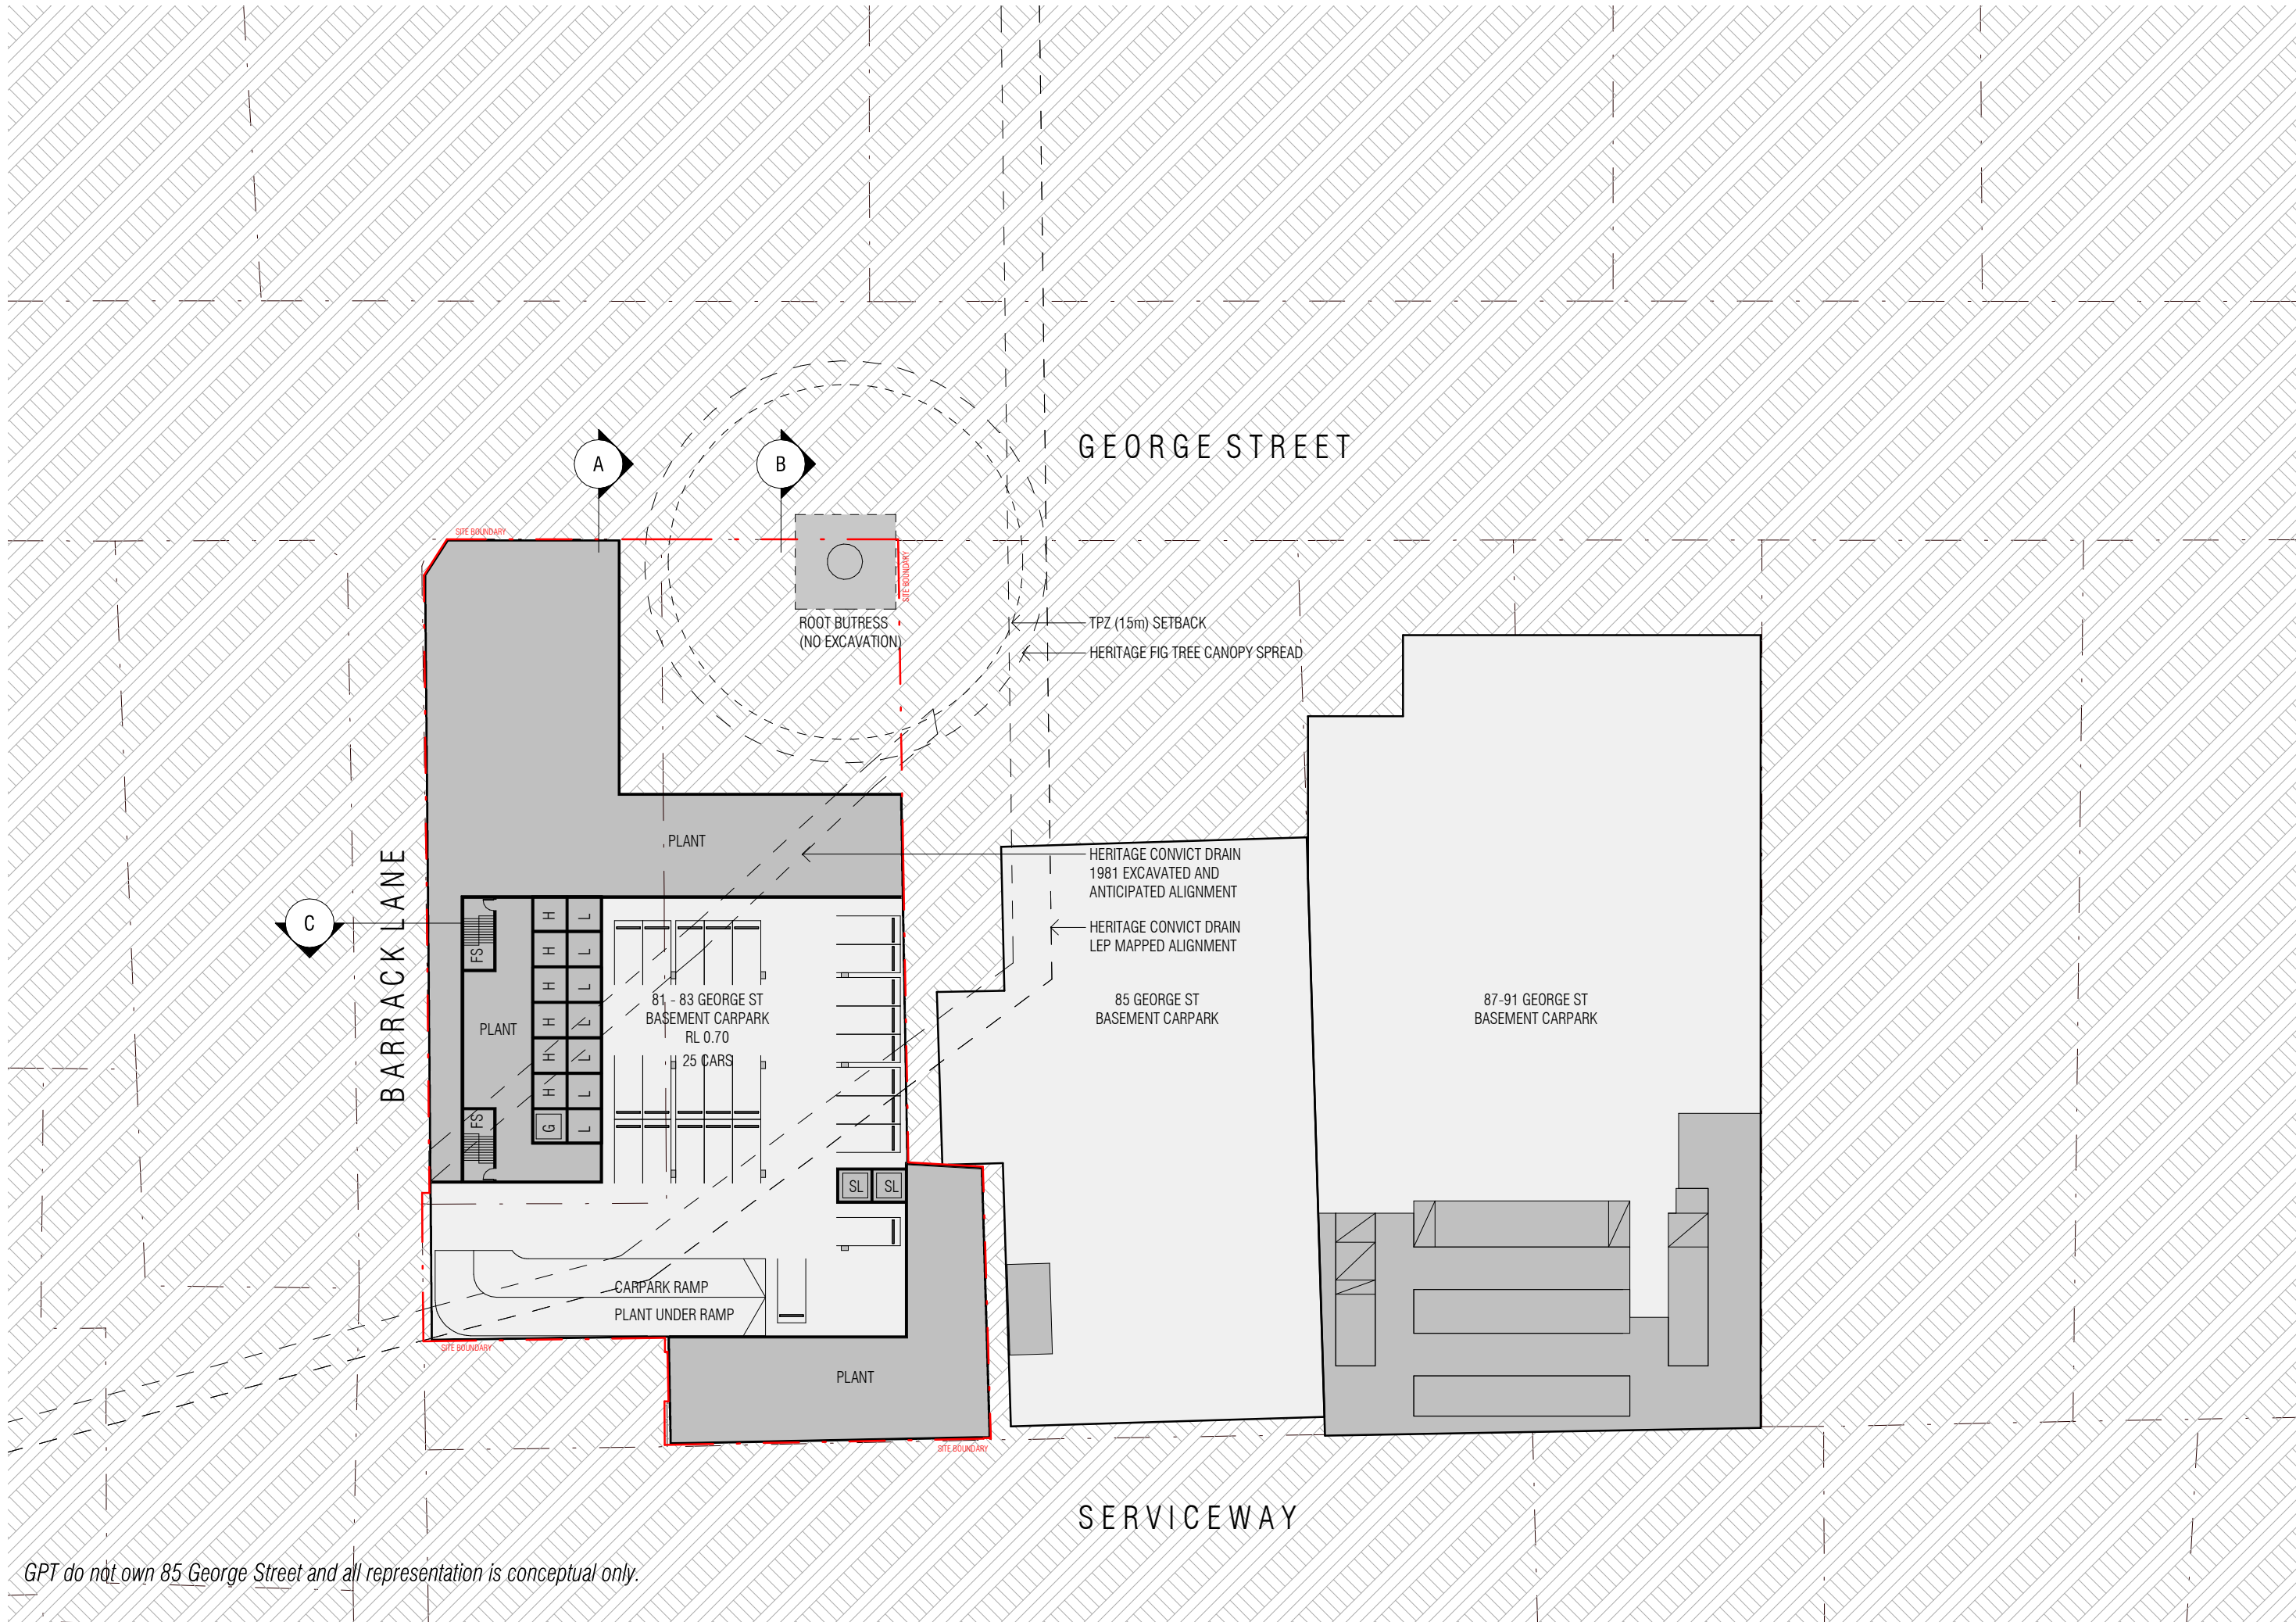 GEORGE STREET
A
B
SITE BOUNDARY
SITE BOUNDARY
ROOT BUTRESS
(NO EXCAVATION)
TPZ (15m) SETBACK
HERITAGE FIG TREE CANOPY SPREAD
PLANT
HERITAGE CONVICT DRAIN
1981 EXCAVATED AND
ANTICIPATED ALIGNMENT
HERITAGE CONVICT DRAIN
LEP MAPPED ALIGNMENT
C
BARRACK LANE
FS
H
L
H
L
H
L
H
L
H
L
H
L
G
L
PLANT
FS
81 - 83 GEORGE ST
BASEMENT CARPARK
RL 0.70
25 CARS
85 GEORGE ST
BASEMENT CARPARK
87-91 GEORGE ST
BASEMENT CARPARK
SL
SL
CARPARK RAMP
PLANT UNDER RAMP
SITE BOUNDARY
PLANT
SITE BOUNDARY
SERVICEWAY
GPT do not own 85 George Street and all representation is conceptual only.